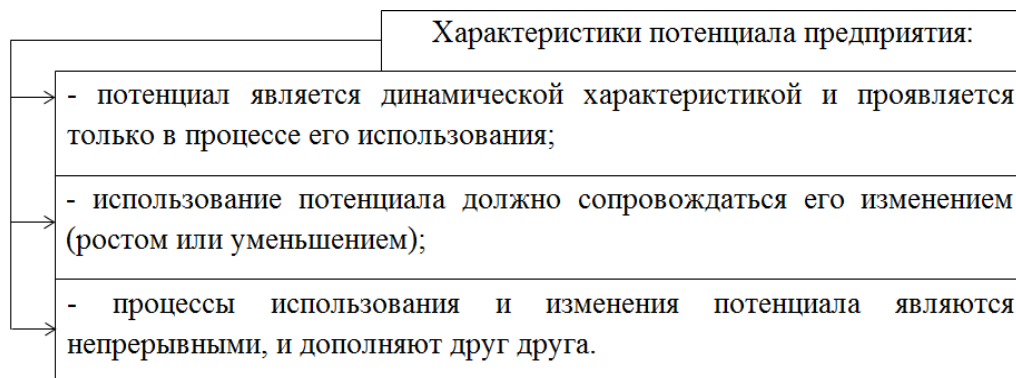 Характеристики потенциала предприятия:
- потенциал является динамической характеристикой и проявляется
только в процессе его использования;
- использование потенциала должно сопровождаться его изменением
(ростом или уменьшением);
- процессы использования и изменения потенциала являются
непрерывными, и дополняют друг друга.